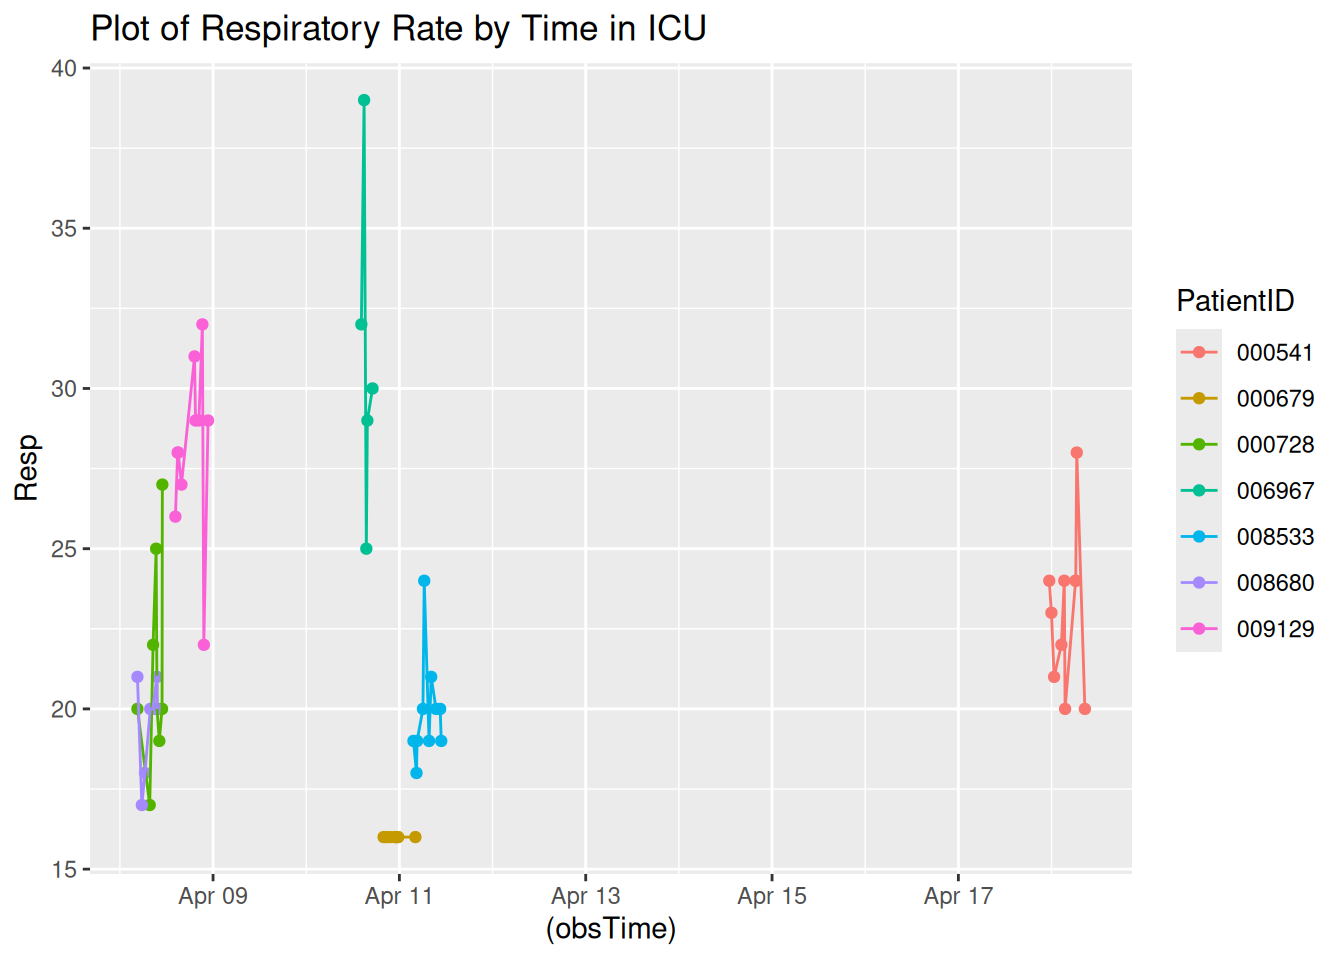 Plot of Respiratory Rate by Time in ICU
40
35
30
25
20
15
Resp
Apr 09
Apr 11
Apr 13
Apr 15
Apr 17
(obsTime)
PatientID
000541
000679
000728
006967
008533
008680
009129